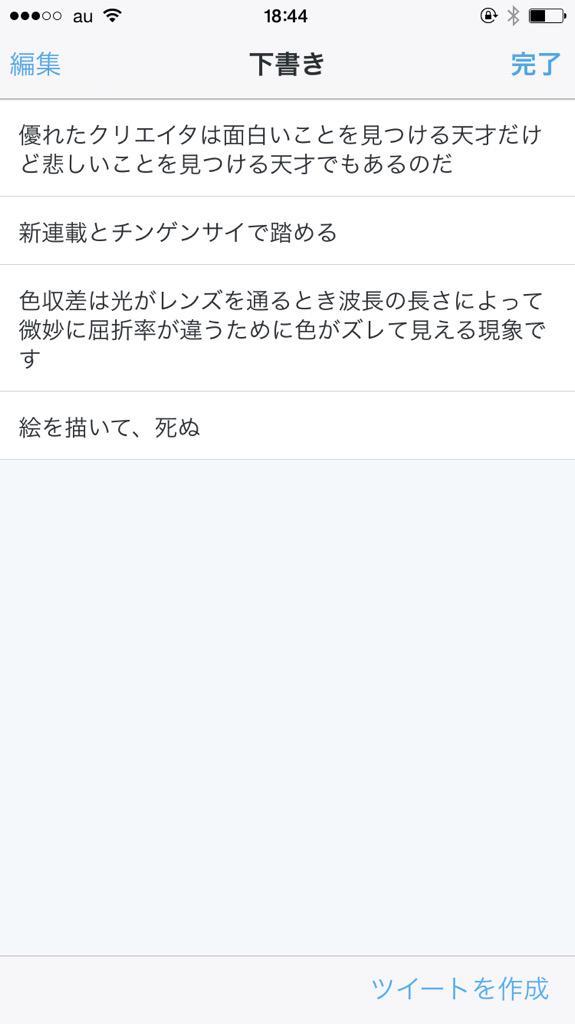 au 18:44
編集 下書き 完了
優れたクリエイタは面白いことを見つける天才だけ
ど悲しいことを見つける天才でもあるのだ
新連載とチンゲンサイで踏める
色収差は光がレンズを通るとき波長の長さによって
微妙に屈折率が違うために色がズレて見える現象で
す
絵を描いて、死ぬ
ツイートを作成